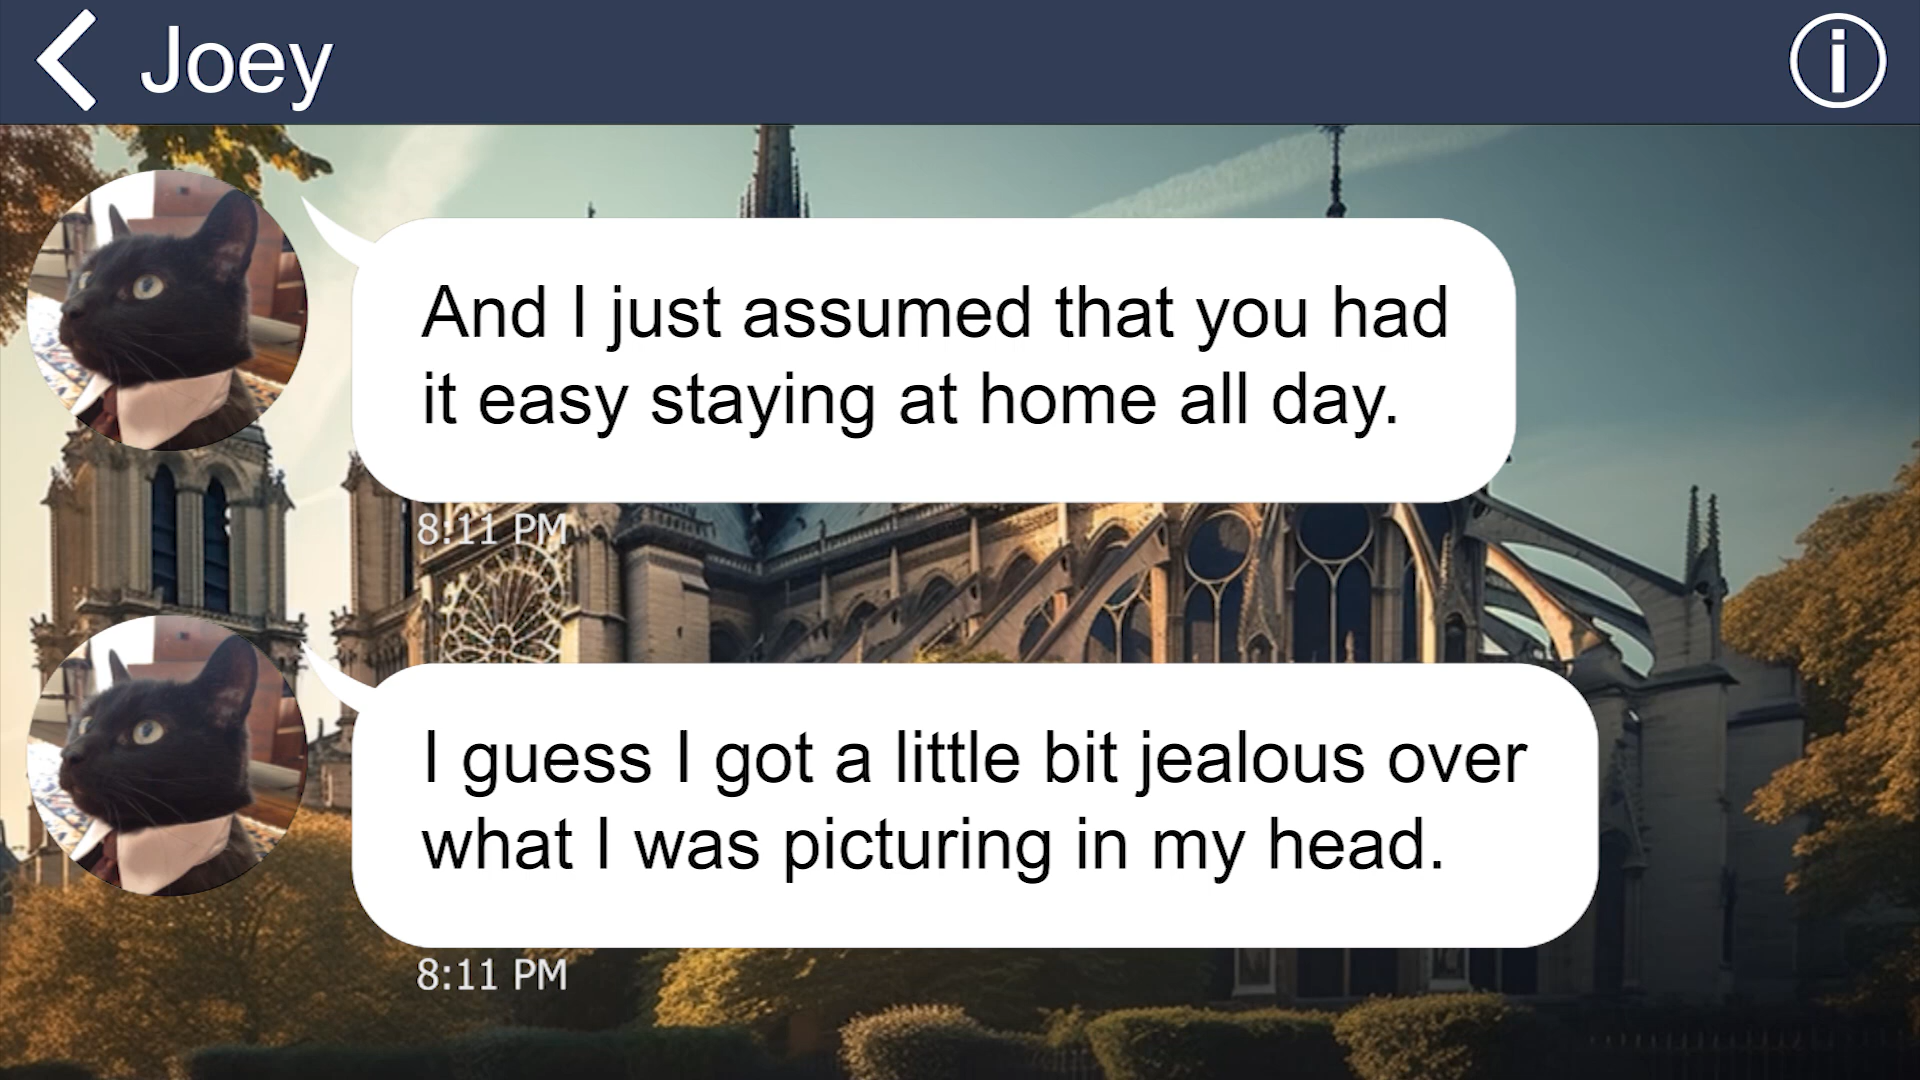 Joey
And I just assumed that you had
it easy staying at home all day.
8:11 PM
I guess I got a little bit jealous over
what I was picturing in my head.
8:11 PM